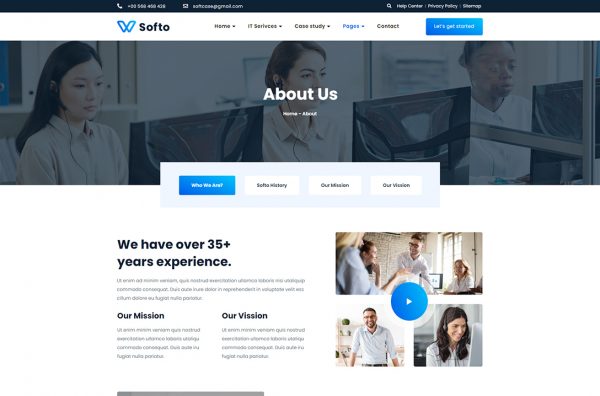 +00 568 468 428
softcase@gmail.com
Help Center | Privacy Policy | Sitemap
Softo
Home
IT Serivces
Case study
Pages
Contact
Let's get started
About Us
Home - About
Who We Are?
Softo History
Our Mission
Our Vission
We have over 35+
years experience.
Ut enim ad minim veniam, quis nostrud exercitation ullamco laboris nisi utaliquip
commodo consequat. Duis aute irure dolor in reprehenderit in voluptate velit ess
cillum dolore eu fugiat nulla pariatur.
Our Mission
Ut enim minim veniam quis nostrud
exercitation ullamco laboris utaliq
commodo consequat. Duis aute iru
fugiat nulla pariatur.
Our Vission
Ut enim minim veniam quis nostrud
exercitation ullamco laboris utaliq
commodo consequat. Duis aute iru
fugiat nulla pariatur.